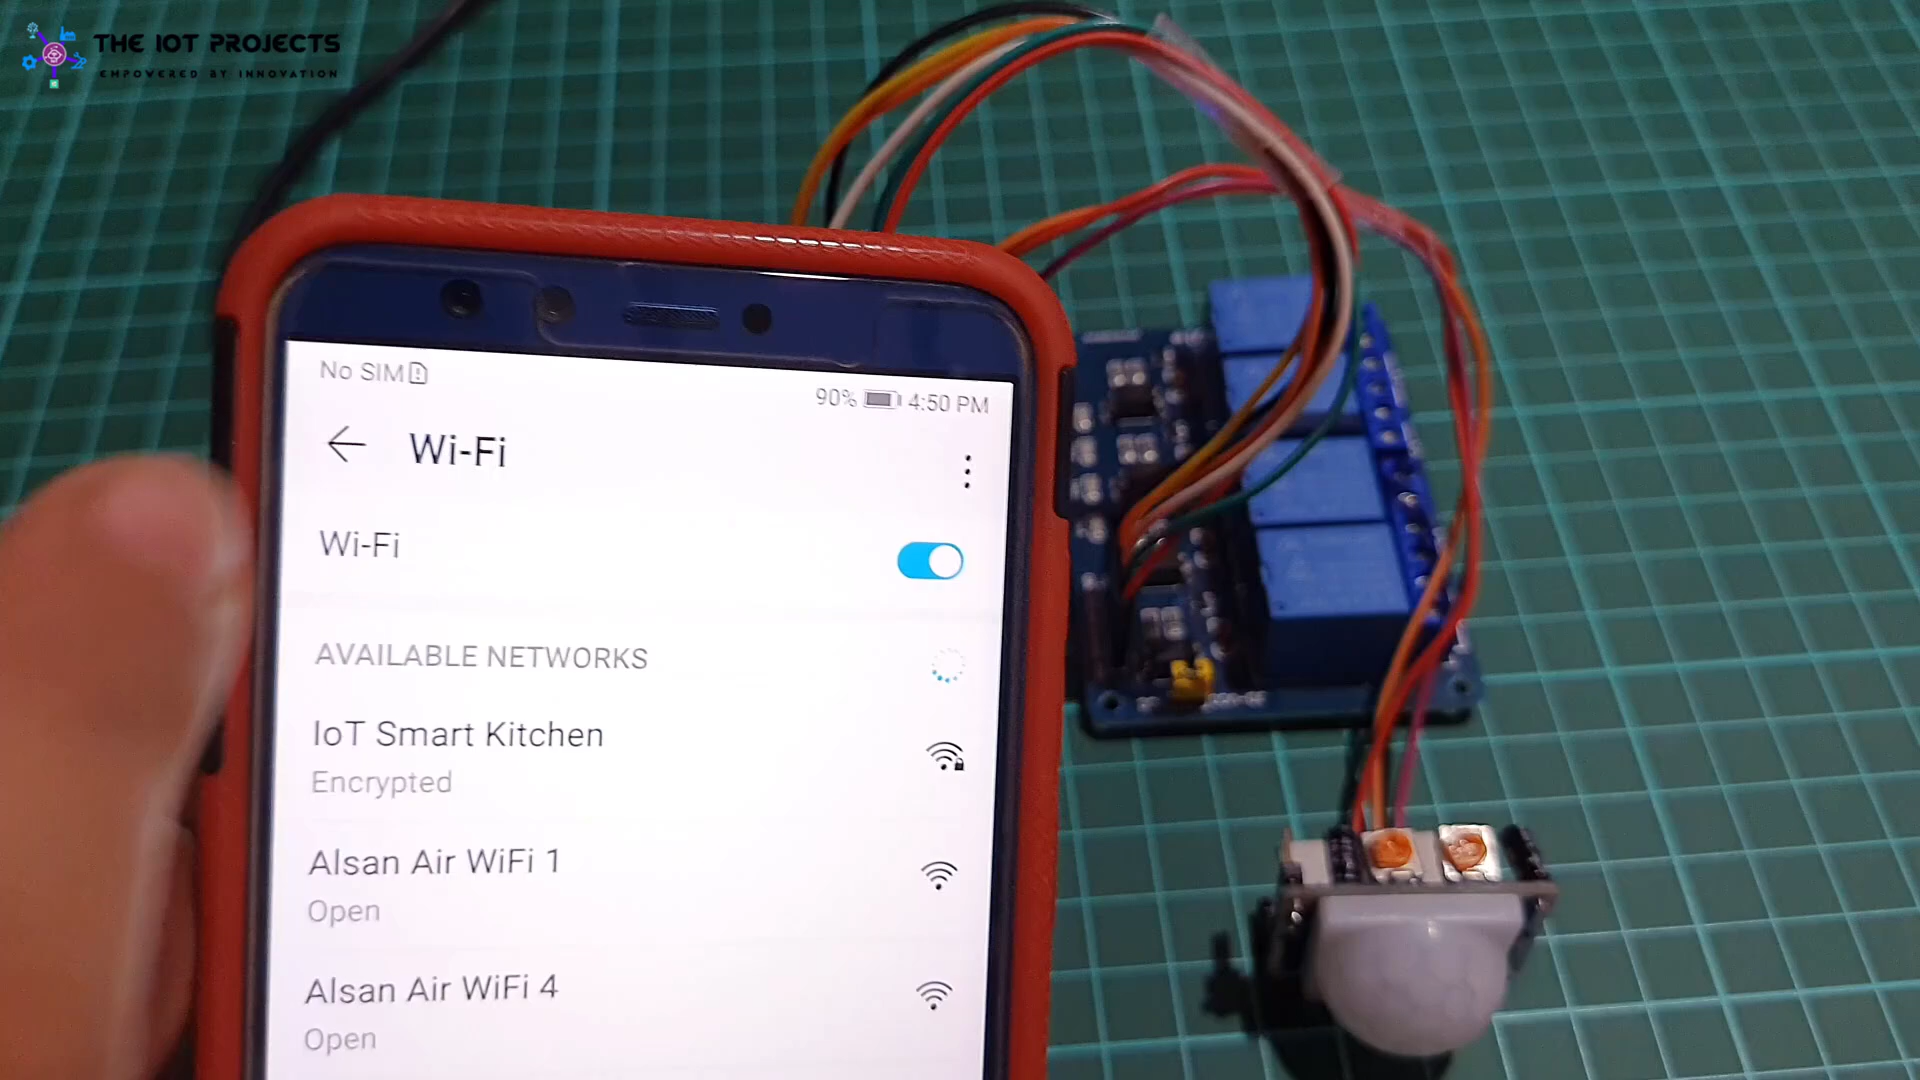 THE IOT PROJECTS
EMPOWERED BY INNOVATION
No SIM
90% 4:50 PM
Wi-Fi
Wi-Fi
AVAILABLE NETWORKS
IoT Smart Kitchen
Encrypted
Alsan Air WiFi 1
Open
Alsan Air WiFi 4
Open